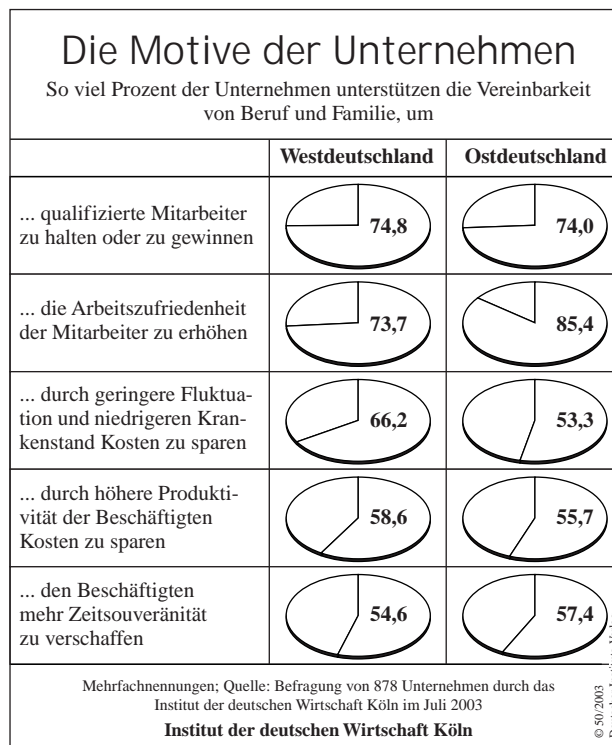 Die Motive der Unternehmen
So viel Prozent der Unternehmen unterstützen die Vereinbarkeit
von Beruf und Familie, um
Westdeutschland Ostdeutschland
... qualifizierte Mitarbeiter
zu halten oder zu gewinnen
74,8 74,0
... die Arbeitszufriedenheit
der Mitarbeiter zu erhöhen
73,7 85,4
... durch geringere Fluktua-
tion und niedrigeren Kran-
kenstand Kosten zu sparen
66,2 53,3
... durch höhere Produkti-
vität der Beschäftigten
Kosten zu sparen
58,6 55,7
... den Beschäftigten
mehr Zeitsouveränität
zu verschaffen
54,6 57,4
Mehrfachnennungen; Quelle: Befragung von 878 Unternehmen durch das
Institut der deutschen Wirtschaft Köln im Juli 2003
Institut der deutschen Wirtschaft Köln
© 50/2003